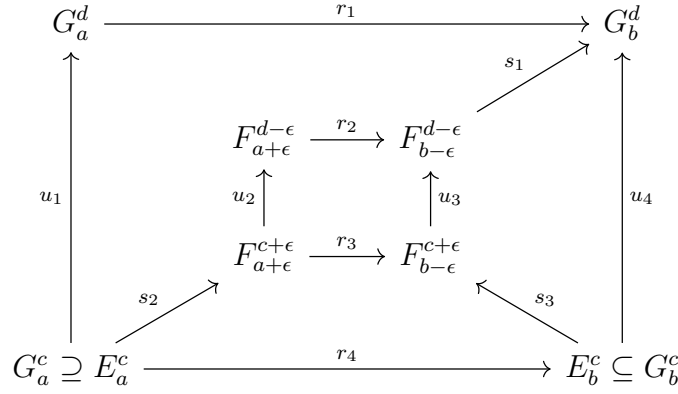 G_a^d r_1 G_b^d
s_1
F_{a+ϵ}^{d−ϵ} r_2 F_{b−ϵ}^{d−ϵ}
u_1 u_2 u_3 u_4
F_{a+ϵ}^{c+ϵ} r_3 F_{b−ϵ}^{c+ϵ}
s_2 s_3
G_a^c ⊇ E_a^c r_4 E_b^c ⊆ G_b^c